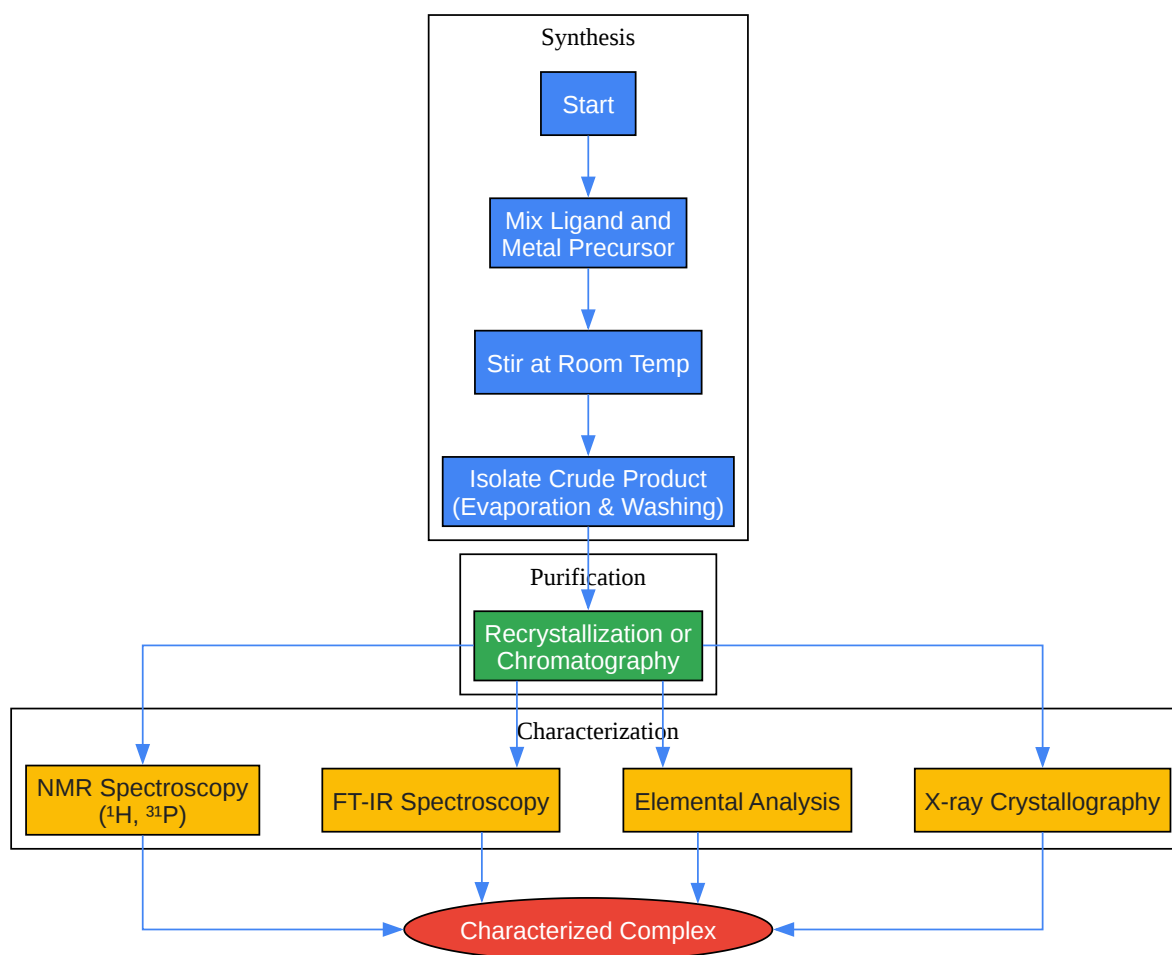 Synthesis
Start
Mix Ligand and
Metal Precursor
Stir at Room Temp
Isolate Crude Product
(Evaporation & Washing)
Purification
Recrystallization or
Chromatography
Characterization
NMR Spectroscopy
(¹H, ³¹P)
FT-IR Spectroscopy
Elemental Analysis
X-ray Crystallography
Characterized Complex